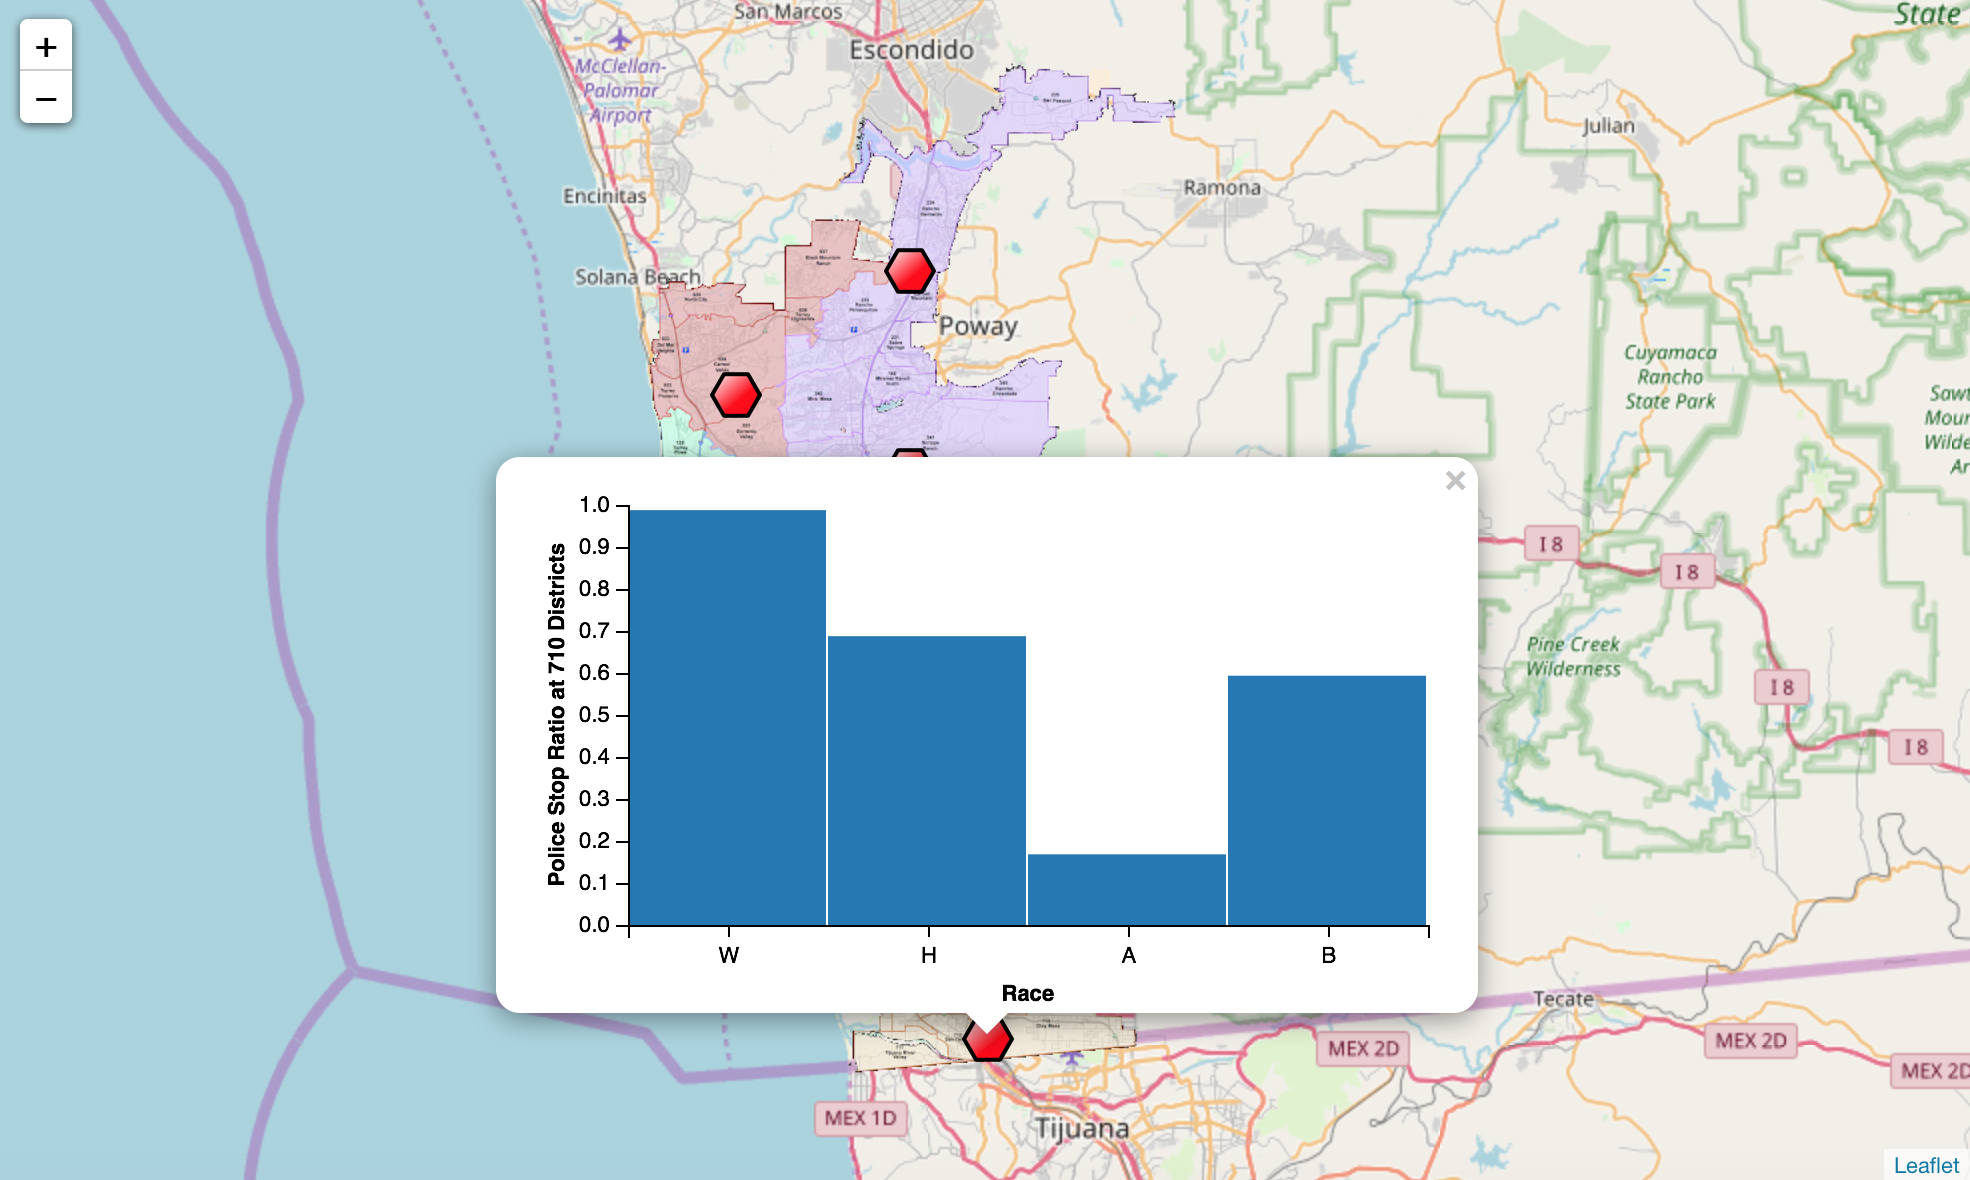 +
−
San Marcos
State
Escondido
McClellan-
Palomar
Airport
Julian
Encinitas
Ramona
Solana Beach
Poway
Cuyamaca
Rancho
State Park
Sawt
Mour
Wilde
Ar
×
1.0
0.9
0.8
0.7
0.6
0.5
0.4
0.3
0.2
0.1
0.0
Police Stop Ratio at 710 Districts
W H A B
Race
I 8
I 8
Pine Creek
Wilderness
I 8
I 8
Tecate
MEX 2D
MEX 2D
MEX 2D
MEX 1D
Tijuana
Leaflet